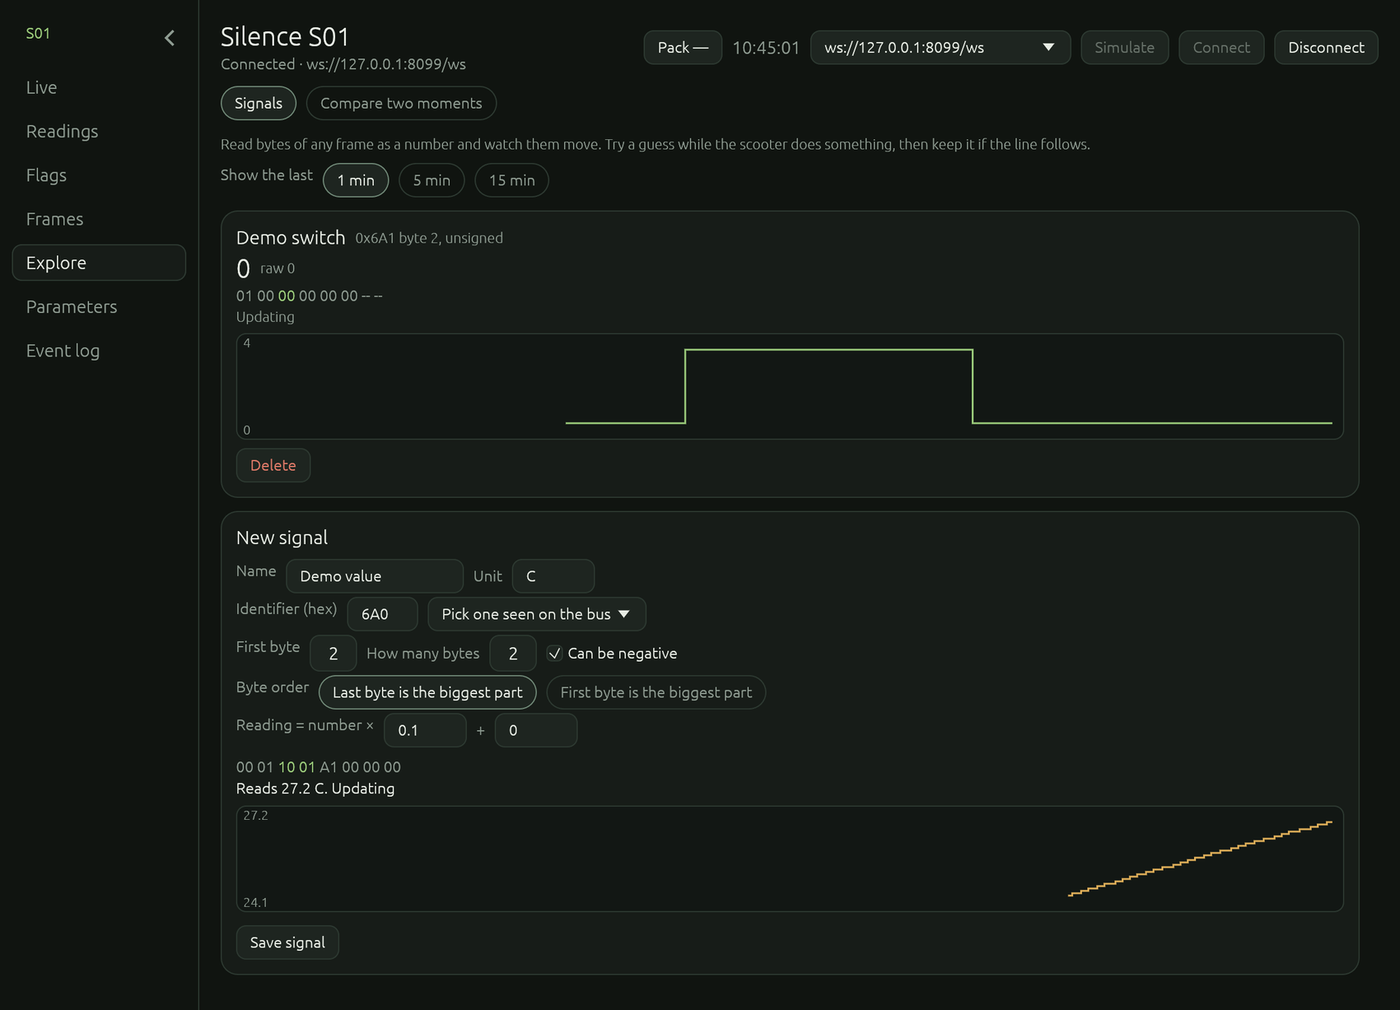 S01
Live
Readings
Flags
Frames
Explore
Parameters
Event log
Silence S01
Connected · ws://127.0.0.1:8099/ws
Pack —
10:45:01
ws://127.0.0.1:8099/ws
Simulate
Connect
Disconnect
Signals
Compare two moments
Read bytes of any frame as a number and watch them move. Try a guess while the scooter does something, then keep it if the line follows.
Show the last 1 min 5 min 15 min
Demo switch 0x6A1 byte 2, unsigned
0 raw 0
01 00 00 00 00 00 -- --
Updating
4
0
Delete
New signal
Name Demo value Unit C
Identifier (hex) 6A0 Pick one seen on the bus
First byte 2 How many bytes 2 Can be negative
Byte order Last byte is the biggest part First byte is the biggest part
Reading = number × 0.1 + 0
00 01 10 01 A1 00 00 00
Reads 27.2 C. Updating
27.2
24.1
Save signal